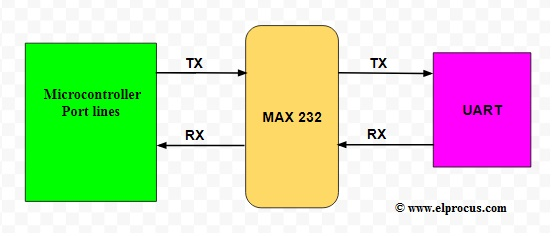 TX
TX
Microcontroller
Port lines
MAX 232
UART
RX
RX
© www.elprocus.com